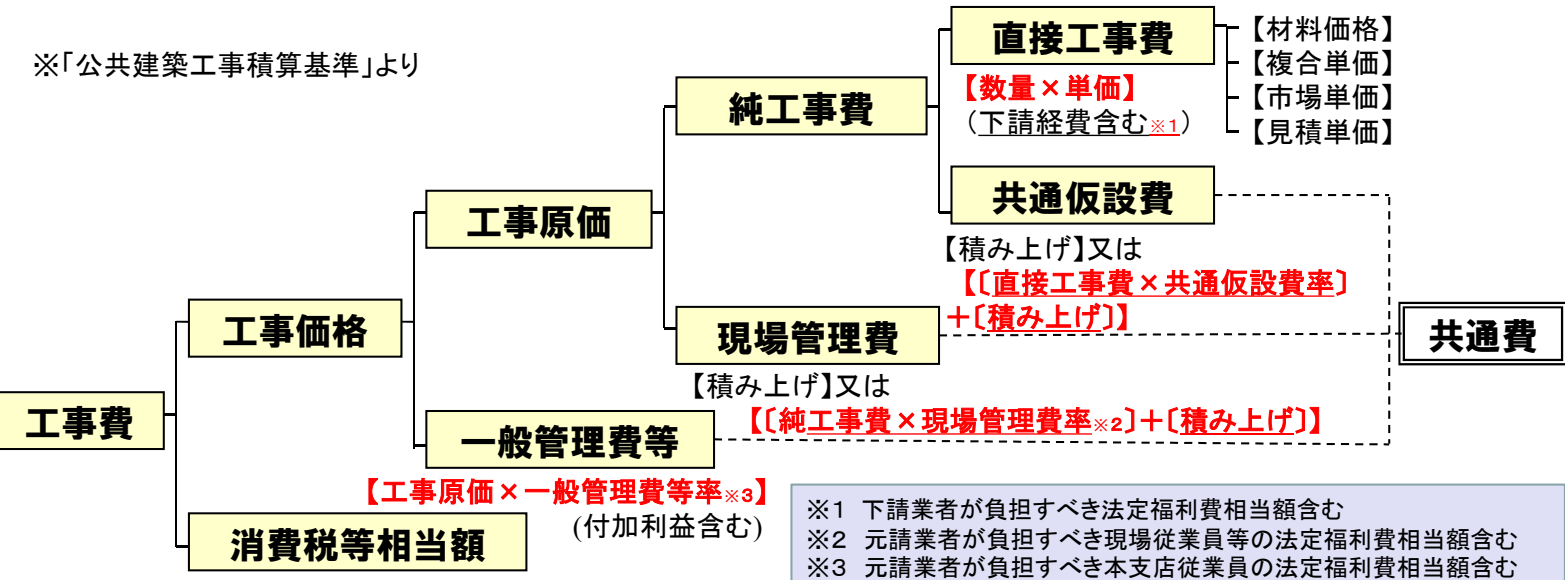 ※「公共建築工事積算基準」より
直接工事費
【材料価格】
【複合単価】
【市場単価】
【見積単価】
【数量×単価】
(下請経費含む※1)
純工事費
共通仮設費
【積み上げ】又は
【〔直接工事費×共通仮設費率〕
+〔積み上げ〕】
工事原価
現場管理費
【積み上げ】又は
【〔純工事費×現場管理費率※2〕+〔積み上げ〕】
共通費
工事価格
一般管理費等
【工事原価×一般管理費等率※3】
(付加利益含む)
工事費
消費税等相当額
※1 下請業者が負担すべき法定福利費相当額含む
※2 元請業者が負担すべき現場従業員等の法定福利費相当額含む
※3 元請業者が負担すべき本支店従業員の法定福利費相当額含む